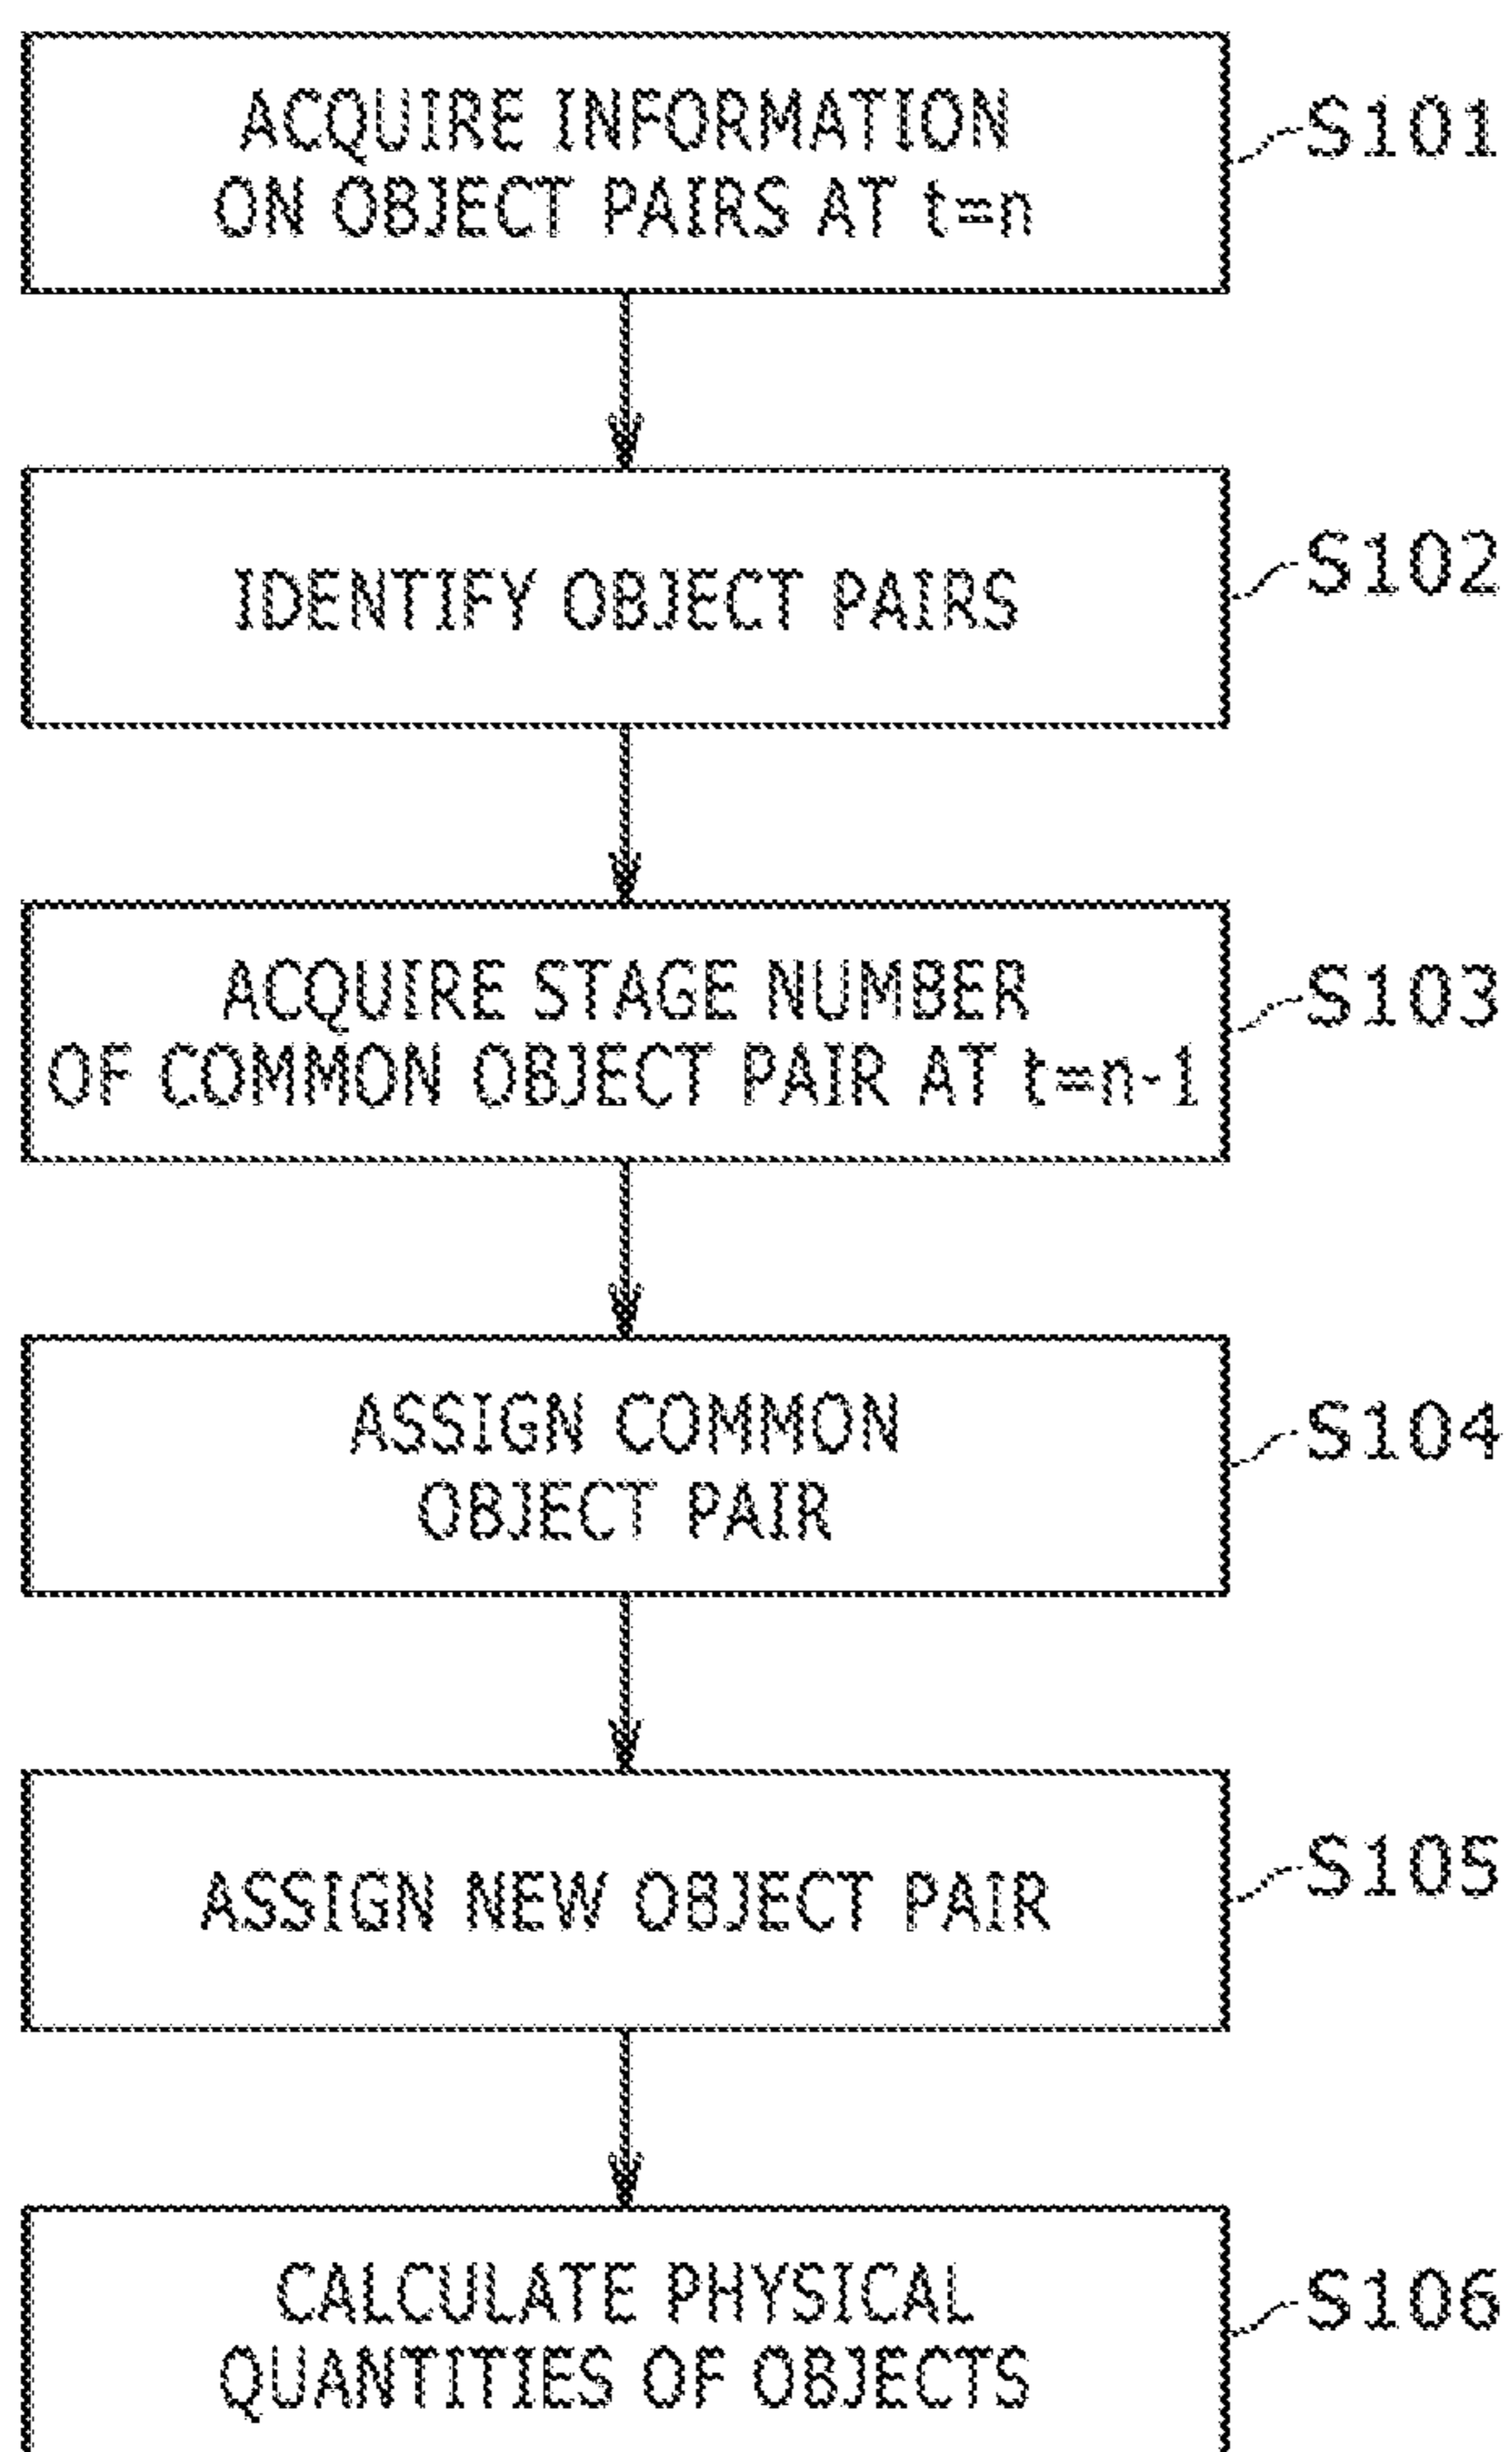 ACQUIRE INFORMATION
ON OBJECT PAIRS AT t=n
S101
IDENTIFY OBJECT PAIRS
S102
ACQUIRE STAGE NUMBER
OF COMMON OBJECT PAIR AT t=n-1
S103
ASSIGN COMMON
OBJECT PAIR
S104
ASSIGN NEW OBJECT PAIR
S105
CALCULATE PHYSICAL
QUANTITIES OF OBJECTS
S106